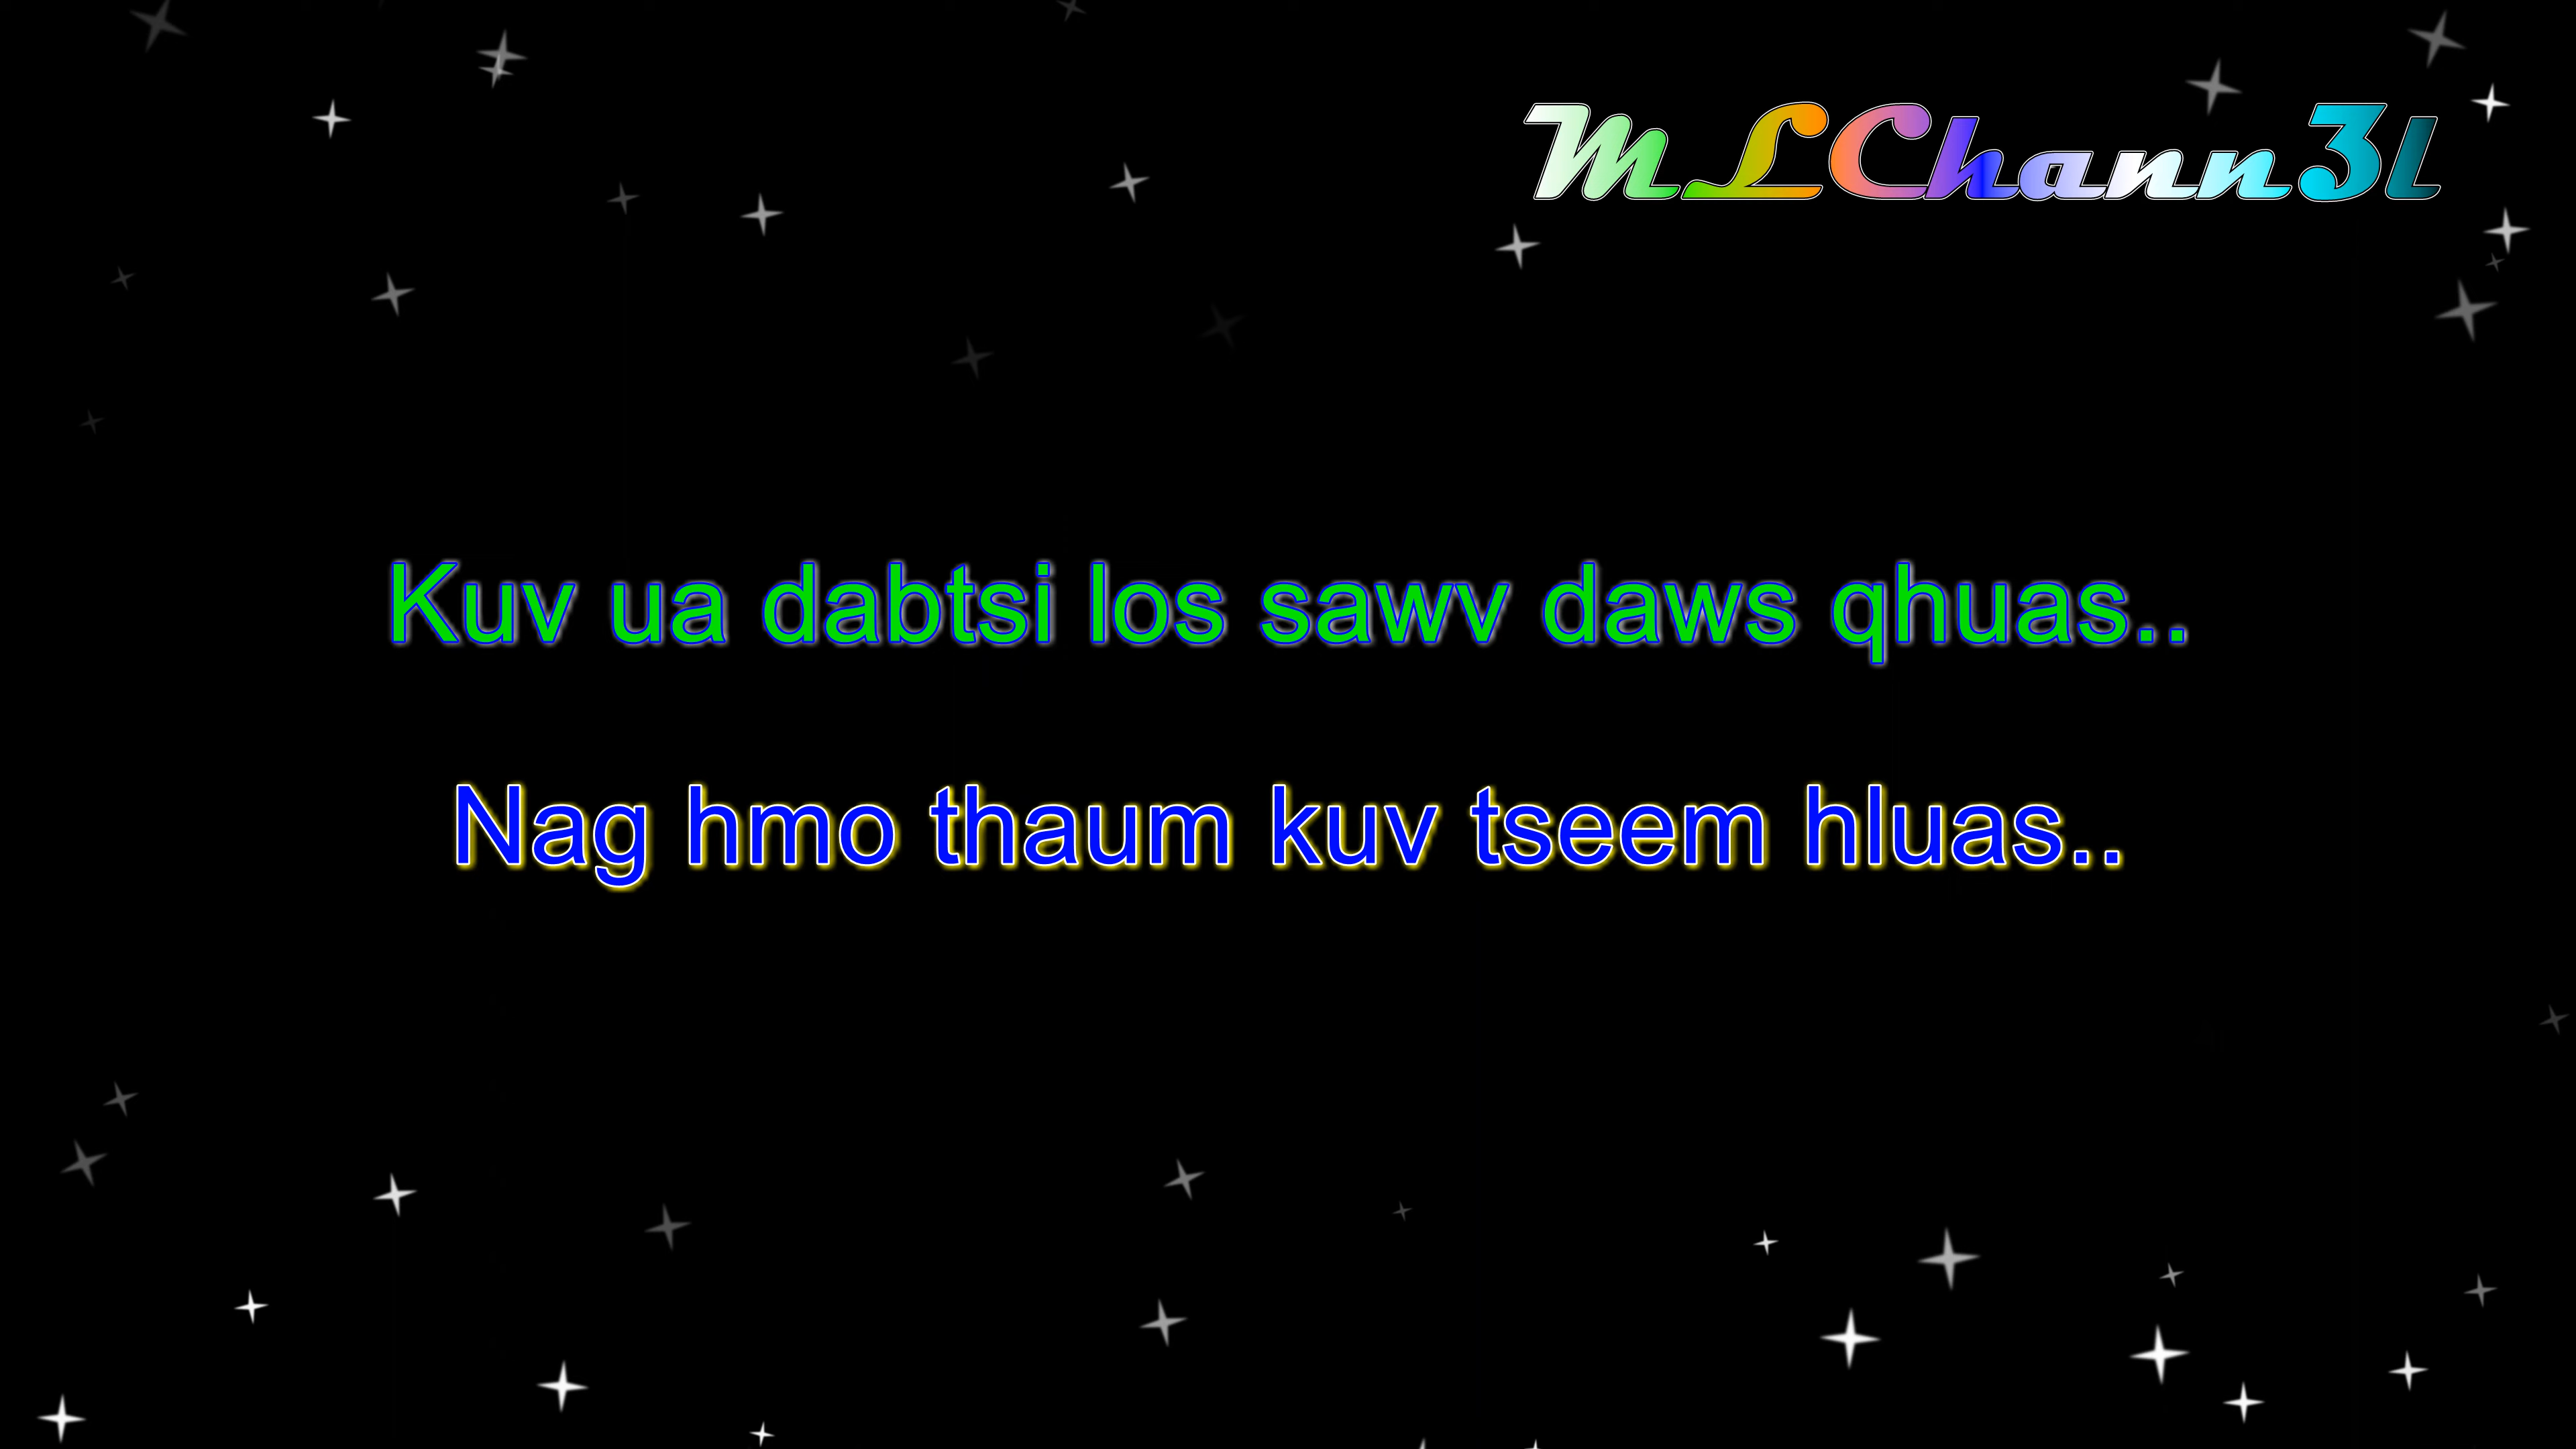 MLChann3l
Kuv ua dabtsi los sawv daws qhuas..
Nag hmo thaum kuv tseem hluas..